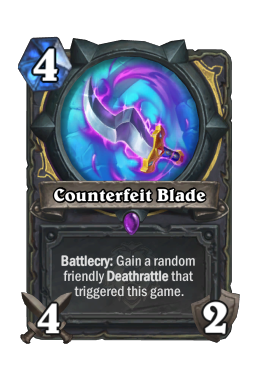 4
Counterfeit Blade
Battlecry: Gain a random
friendly Deathrattle that
triggered this game.
4 2